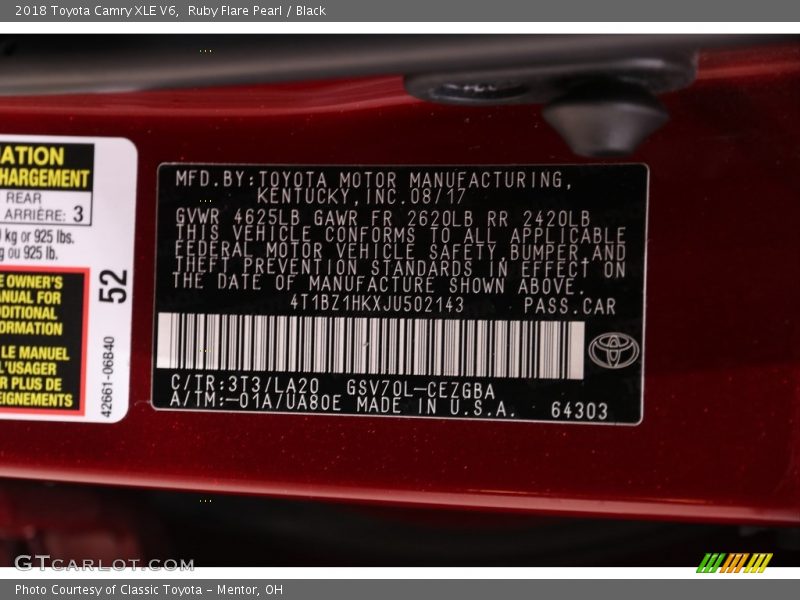 2018 Toyota Camry XLE V6,  Ruby Flare Pearl / Black
ATION
HARGEMENT
REAR
ARRIÈRE: 3
kg or 925 lbs.
g ou 925 lb.
E OWNER'S
ANUAL FOR
DDITIONAL
FORMATION
LE MANUEL
L'USAGER
R PLUS DE
EIGNEMENTS
52
42661-06B40
MFD.BY:TOYOTA MOTOR MANUFACTURING,
KENTUCKY,INC.08/17
GVWR 4625LB GAWR FR 2620LB RR 2420LB
THIS VEHICLE CONFORMS TO ALL APPLICABLE
FEDERAL MOTOR VEHICLE SAFETY,BUMPER,AND
THEFT PREVENTION STANDARDS IN EFFECT ON
THE DATE OF MANUFACTURE SHOWN ABOVE.
4T1BZ1HKXJU502143 PASS.CAR
C/TR:3T3/LA20 GSV70L-CEZGBA
A/TM:-01A/UA80E MADE IN U.S.A. 64303
GTCARLOT.COM
Photo Courtesy of Classic Toyota - Mentor, OH